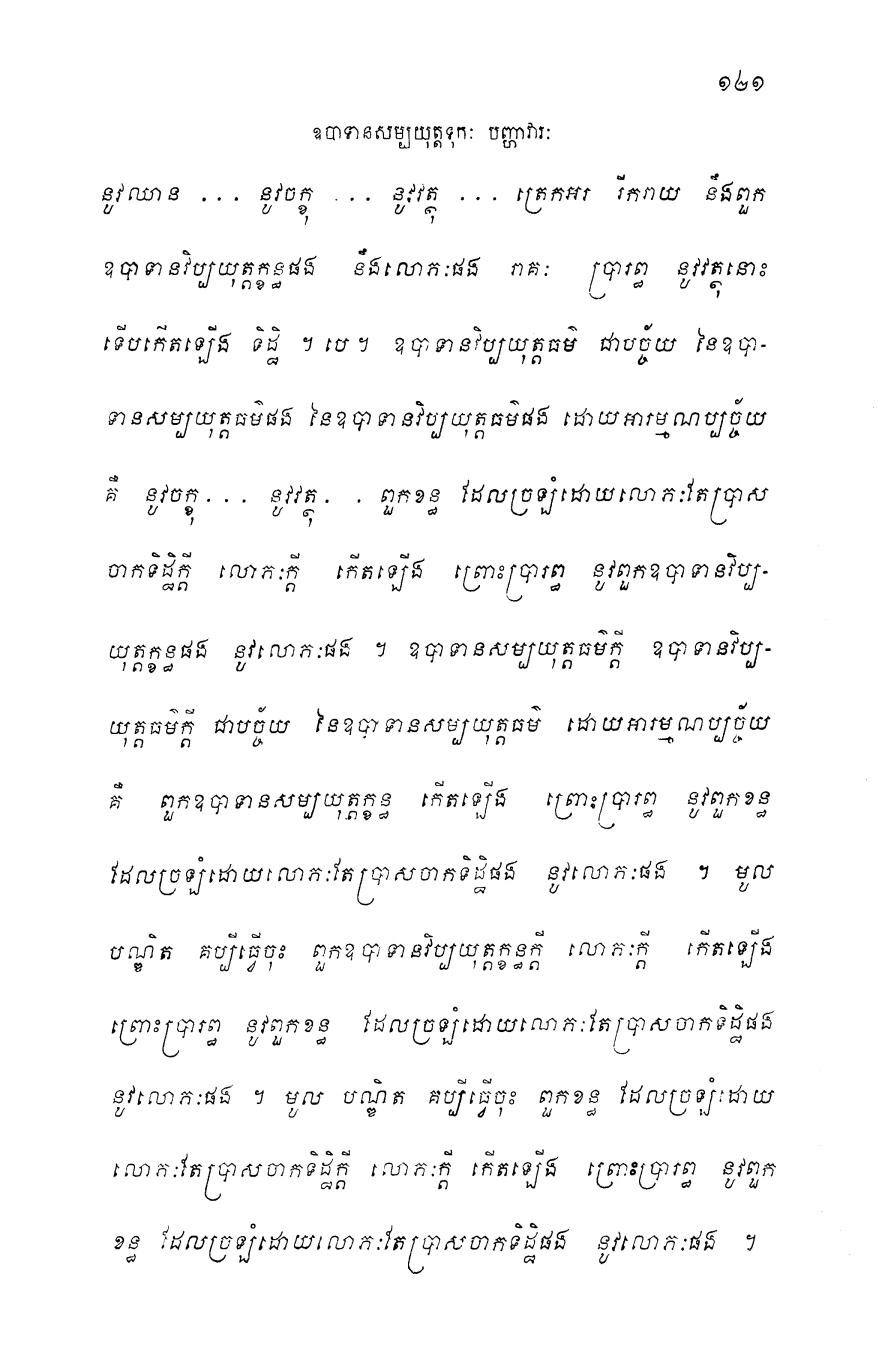 ១២១
ឧបាទានសម្បយុត្តទុកៈ បញ្ហាវារៈ
នូវឈាន ... នូវចក្ខុ ... នូវវត្ថុ ... ត្រេកអរ រីករាយ នឹងពួក
ឧបាទានវិប្បយុត្តក្ខន្ធផង នឹងលោភៈផង រាគៈ ប្រារព្ធ នូវវត្ថុនោះ
ទើបកើតឡើង ទិដ្ឋិ ។ បេ ។ ឧបាទានវិប្បយុត្តធម៌ ជាបច្ច័យ នៃឧបា-
ទានសម្បយុត្តធម៌ផង នៃឧបាទានវិប្បយុត្តធម៌ផង ដោយអារម្មណប្បច្ច័យ
គឺ នូវចក្ខុ ... នូវវត្ថុ . . ពួកខន្ធ ដែលច្រឡំដោយលោភៈតែប្រាស
ចាកទិដ្ឋិក្តី លោភៈក្តី កើតឡើង ព្រោះប្រារព្ធ នូវពួកឧបាទានវិប្ប-
យុត្តក្ខន្ធផង នូវលោភៈផង ។ ឧបាទានសម្បយុត្តធម៌ក្តី ឧបាទានវិប្ប-
យុត្តធម៌ក្តី ជាបច្ច័យ នៃឧបាទានសម្បយុត្តធម៌ ដោយអារម្មណប្បច្ច័យ
គឺ ពួកឧបាទានសម្បយុត្តក្ខន្ធ កើតឡើង ព្រោះប្រារព្ធ នូវពួកខន្ធ
ដែលច្រឡំដោយលោភៈតែប្រាសចាកទិដ្ឋិផង នូវលោភៈផង ។ មូល
បណ្ឌិត គប្បីធ្វើចុះ ពួកឧបាទានវិប្បយុត្តក្ខន្ធក្តី លោភៈក្តី កើតឡើង
ព្រោះប្រារព្ធ នូវពួកខន្ធ ដែលច្រឡំដោយលោភៈតែប្រាសចាកទិដ្ឋិផង
នូវលោភៈផង ។ មូល បណ្ឌិត គប្បីធ្វើចុះ ពួកខន្ធ ដែលច្រឡំដោយ
លោភៈតែប្រាសចាកទិដ្ឋិក្តី លោភៈក្តី កើតឡើង ព្រោះប្រារព្ធ នូវពួក
ខន្ធ ដែលច្រឡំដោយលោភៈតែប្រាសចាកទិដ្ឋិផង នូវលោភៈផង ។